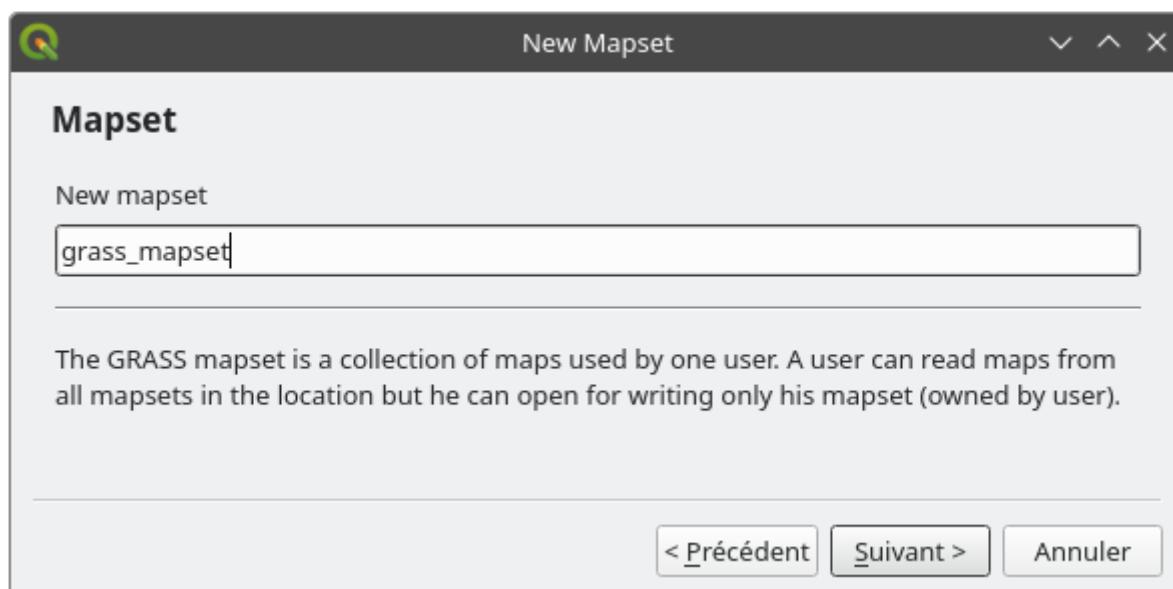 New Mapset
Mapset
New mapset
grass_mapset
The GRASS mapset is a collection of maps used by one user. A user can read maps from
all mapsets in the location but he can open for writing only his mapset (owned by user).
< Précédent Suivant > Annuler